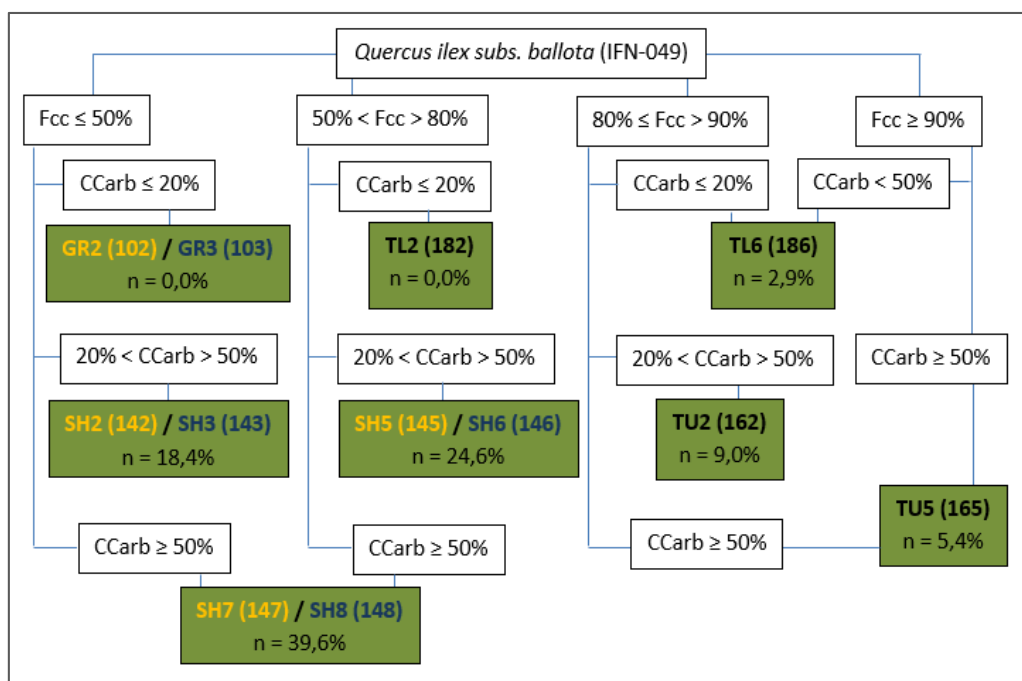 Quercus ilex subs. ballota (IFN-049)
Fcc ≤ 50%
50% < Fcc > 80%
80% ≤ Fcc > 90%
Fcc ≥ 90%
CCarb ≤ 20%
CCarb ≤ 20%
CCarb ≤ 20%
CCarb < 50%
GR2 (102) / GR3 (103)
n = 0,0%
TL2 (182)
n = 0,0%
TL6 (186)
n = 2,9%
20% < CCarb > 50%
20% < CCarb > 50%
20% < CCarb > 50%
CCarb ≥ 50%
SH2 (142) / SH3 (143)
n = 18,4%
SH5 (145) / SH6 (146)
n = 24,6%
TU2 (162)
n = 9,0%
TU5 (165)
n = 5,4%
CCarb ≥ 50%
CCarb ≥ 50%
CCarb ≥ 50%
SH7 (147) / SH8 (148)
n = 39,6%